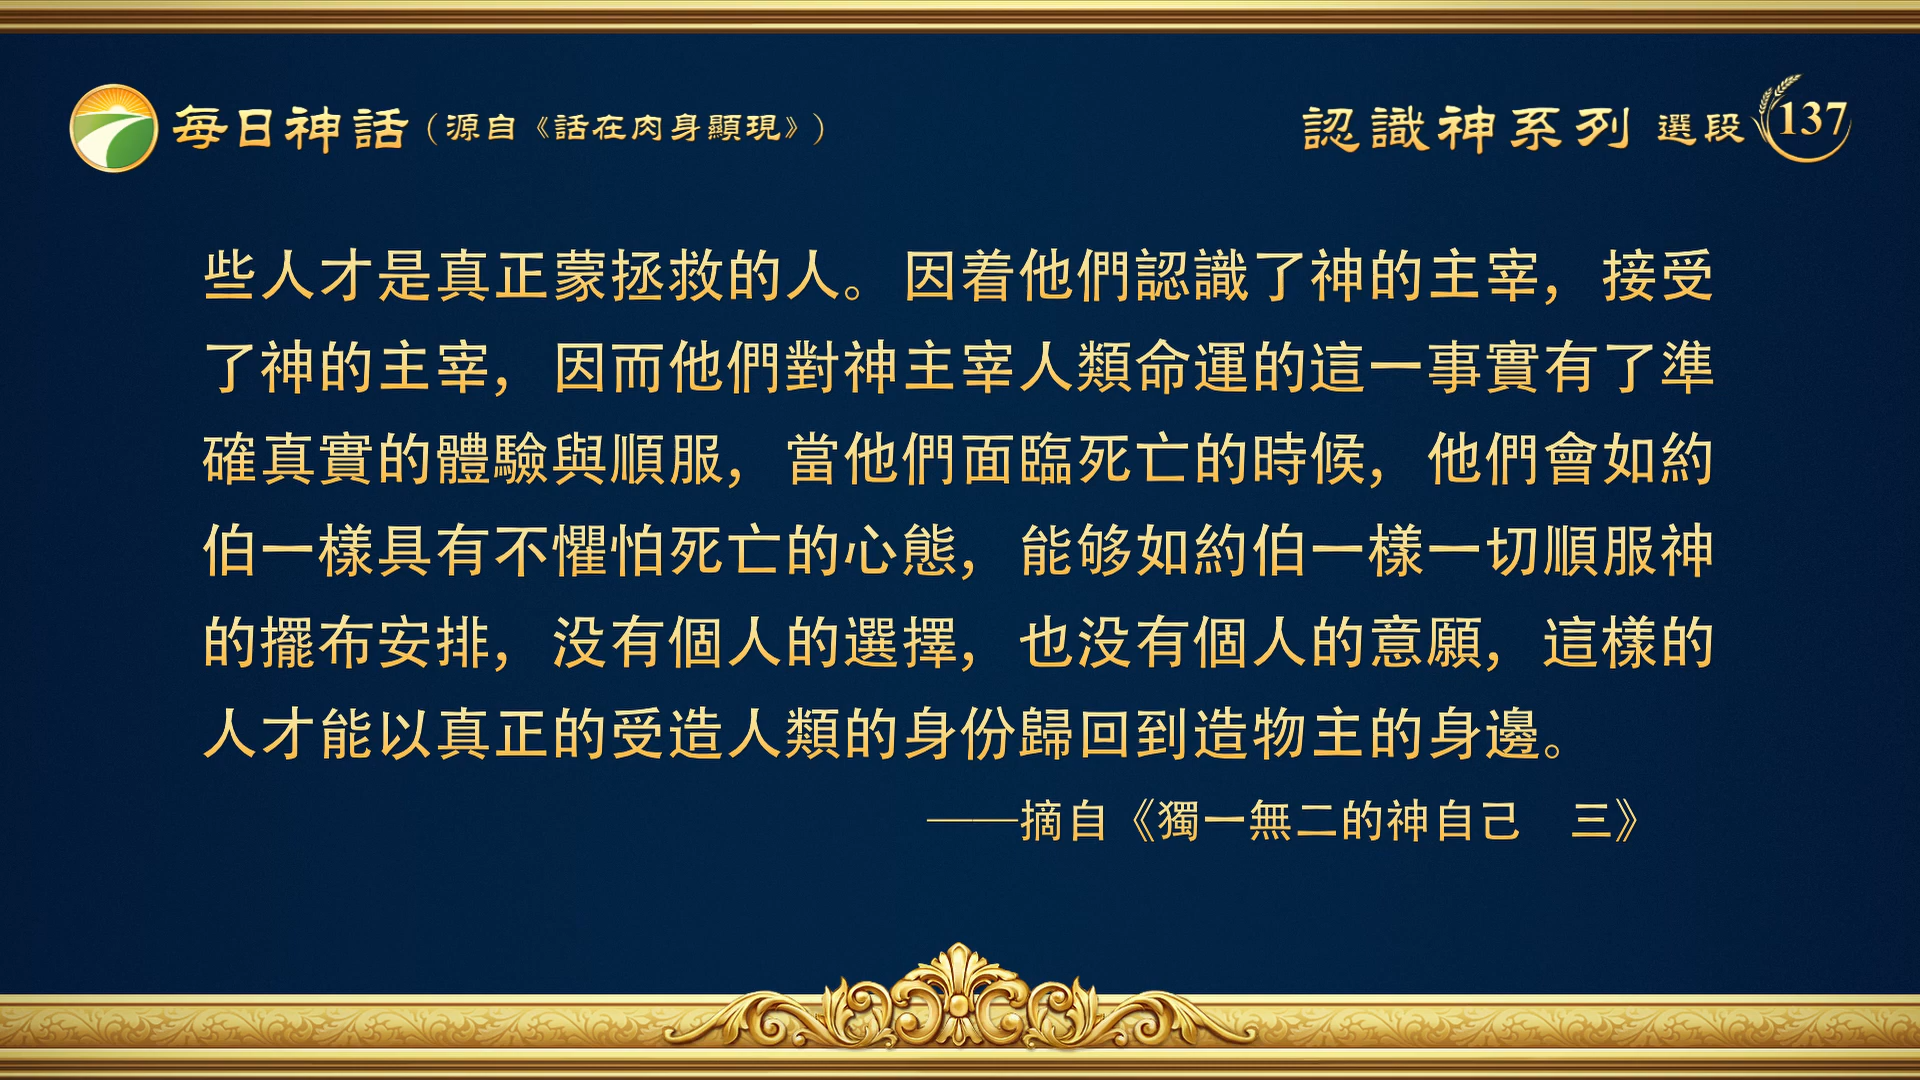 每日神話（源自《話在肉身顯現》）
認識神系列 選段 137
些人才是真正蒙拯救的人。因着他們認識了神的主宰，接受
了神的主宰，因而他們對神主宰人類命運的這一事實有了準
確真實的體驗與順服，當他們面臨死亡的時候，他們會如約
伯一樣具有不懼怕死亡的心態，能够如約伯一樣一切順服神
的擺布安排，没有個人的選擇，也没有個人的意願，這樣的
人才能以真正的受造人類的身份歸回到造物主的身邊。
——摘自《獨一無二的神自己　三》